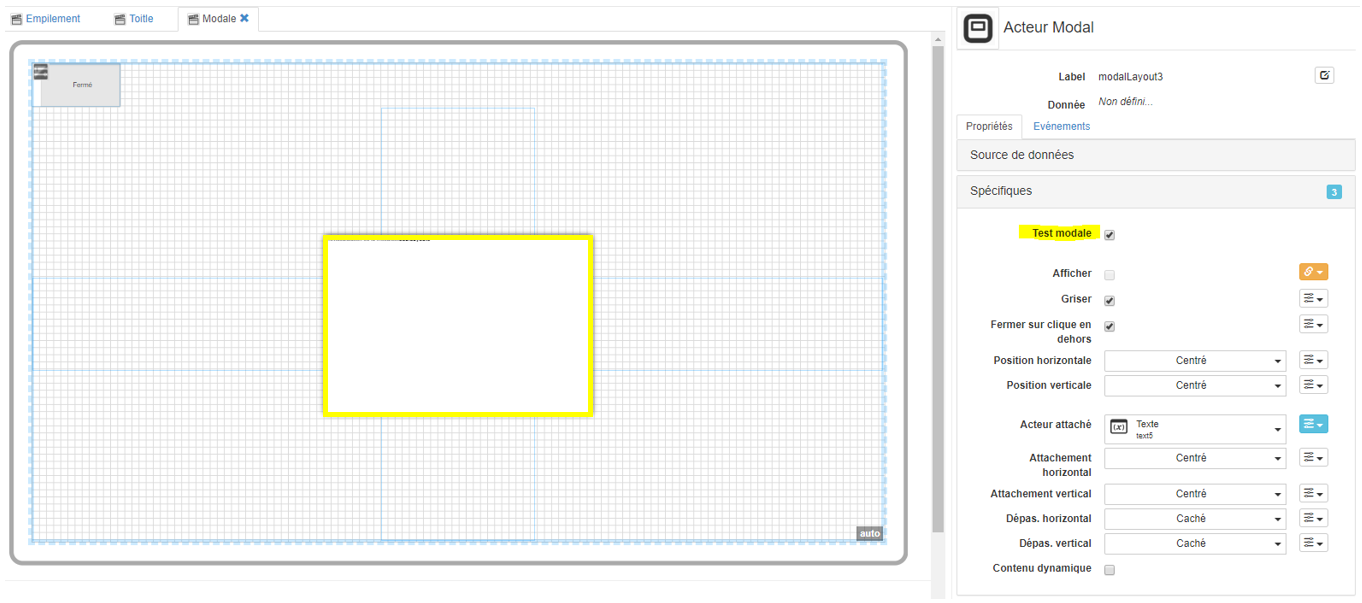 Empilement
Toitle
Modale
Fermé
auto
Acteur Modal
Label modalLayout3
Donnée Non défini...
Propriétés Evénements
Source de données
Spécifiques 3
Test modale
Afficher
Griser
Fermer sur clique en
dehors
Position horizontale Centré
Position verticale Centré
Acteur attaché (x) Texte
text5
Attachement Centré
horizontal
Attachement vertical Centré
Dépas. horizontal Caché
Dépas. vertical Caché
Contenu dynamique